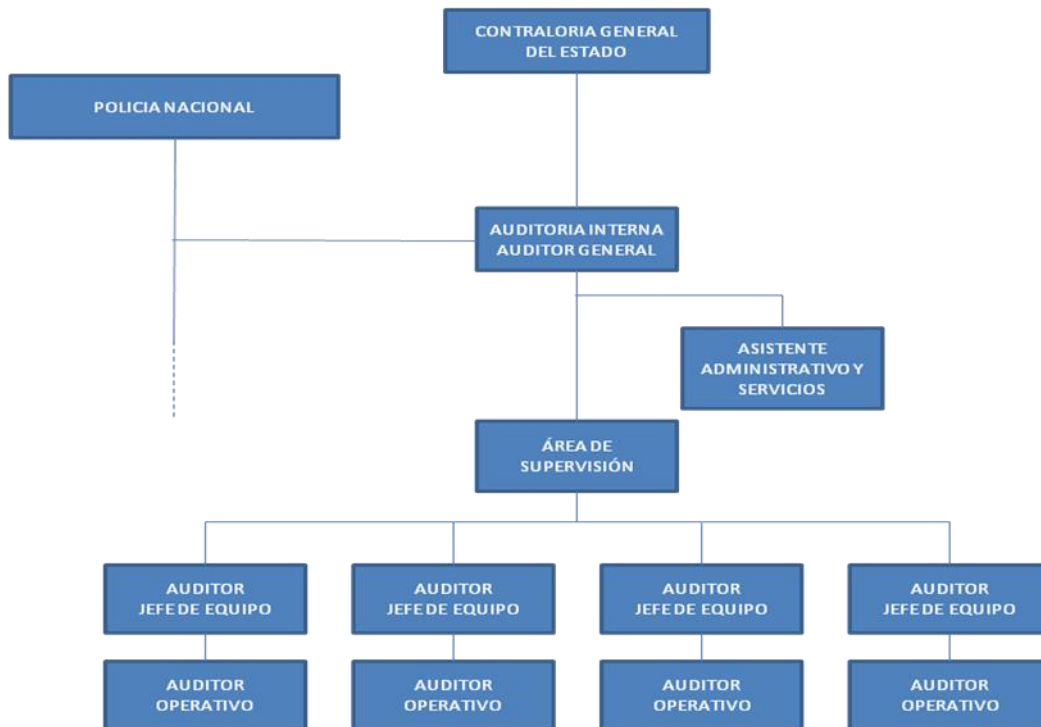 CONTRALORIA GENERAL
DEL ESTADO
POLICIA NACIONAL
AUDITORIA INTERNA
AUDITOR GENERAL
ASISTENTE
ADMINISTRATIVO Y
SERVICIOS
ÁREA DE
SUPERVISIÓN
AUDITOR
JEFE DE EQUIPO
AUDITOR
JEFE DE EQUIPO
AUDITOR
JEFE DE EQUIPO
AUDITOR
JEFE DE EQUIPO
AUDITOR
OPERATIVO
AUDITOR
OPERATIVO
AUDITOR
OPERATIVO
AUDITOR
OPERATIVO